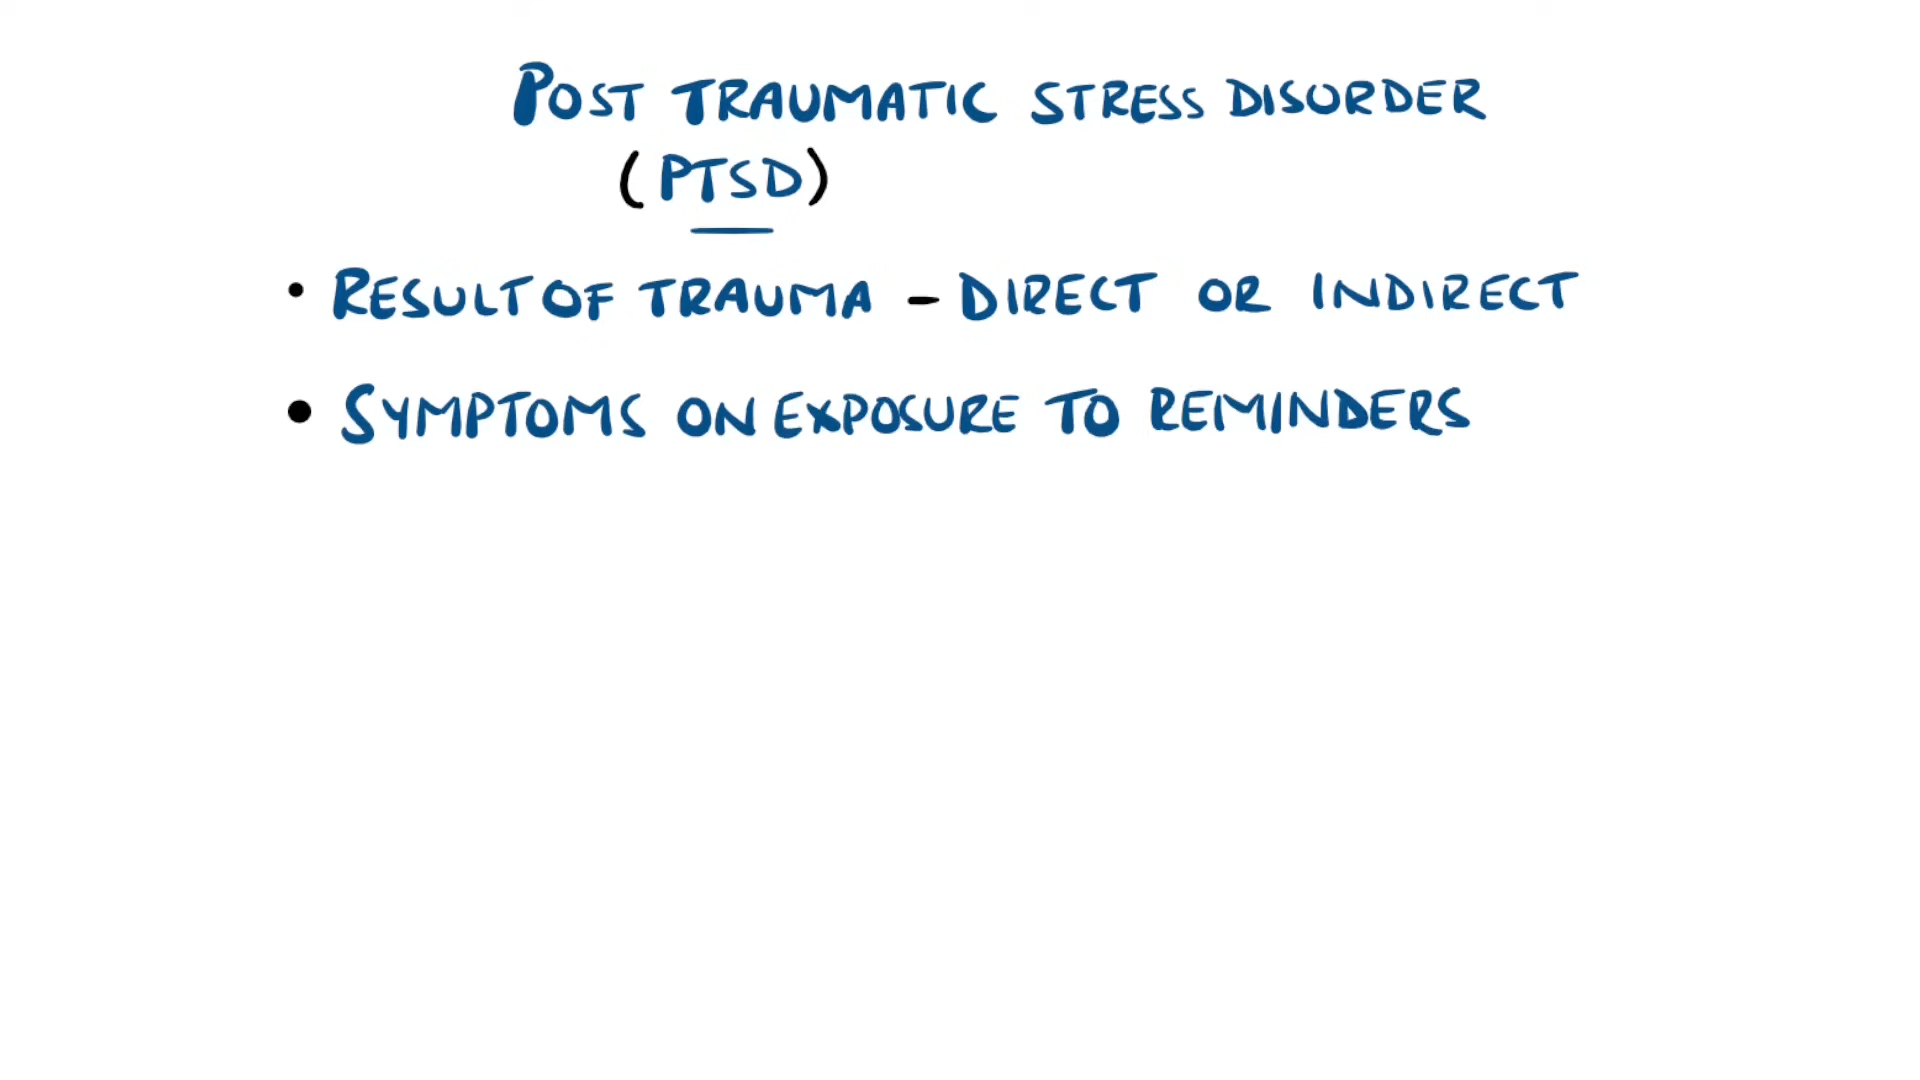 POST TRAUMATIC STRESS DISORDER
(PTSD)
• RESULT OF TRAUMA - DIRECT OR INDIRECT
• SYMPTOMS ON EXPOSURE TO REMINDERS